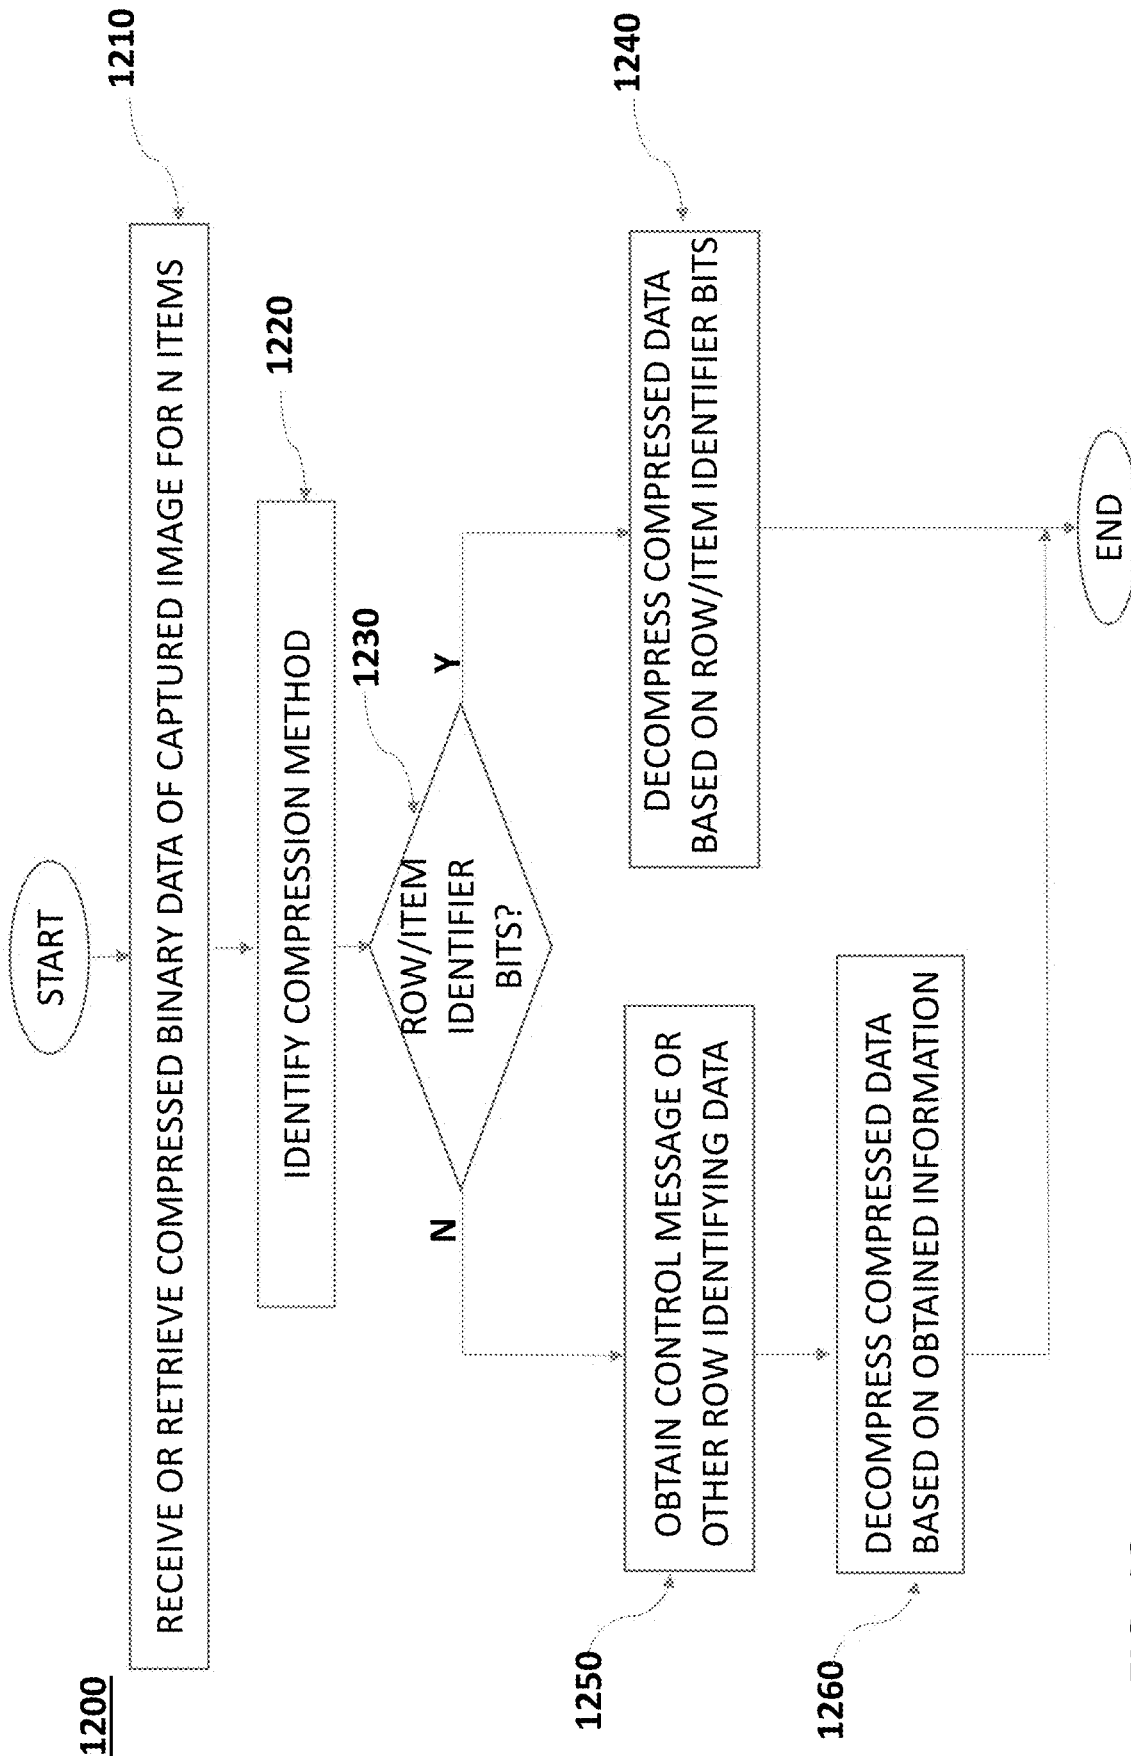 1200
START
1210
RECEIVE OR RETRIEVE COMPRESSED BINARY DATA OF CAPTURED IMAGE FOR N ITEMS
1220
IDENTIFY COMPRESSION METHOD
1230
ROW/ITEM
IDENTIFIER
BITS?
N
Y
1240
DECOMPRESS COMPRESSED DATA
BASED ON ROW/ITEM IDENTIFIER BITS
1250
OBTAIN CONTROL MESSAGE OR
OTHER ROW IDENTIFYING DATA
1260
DECOMPRESS COMPRESSED DATA
BASED ON OBTAINED INFORMATION
END